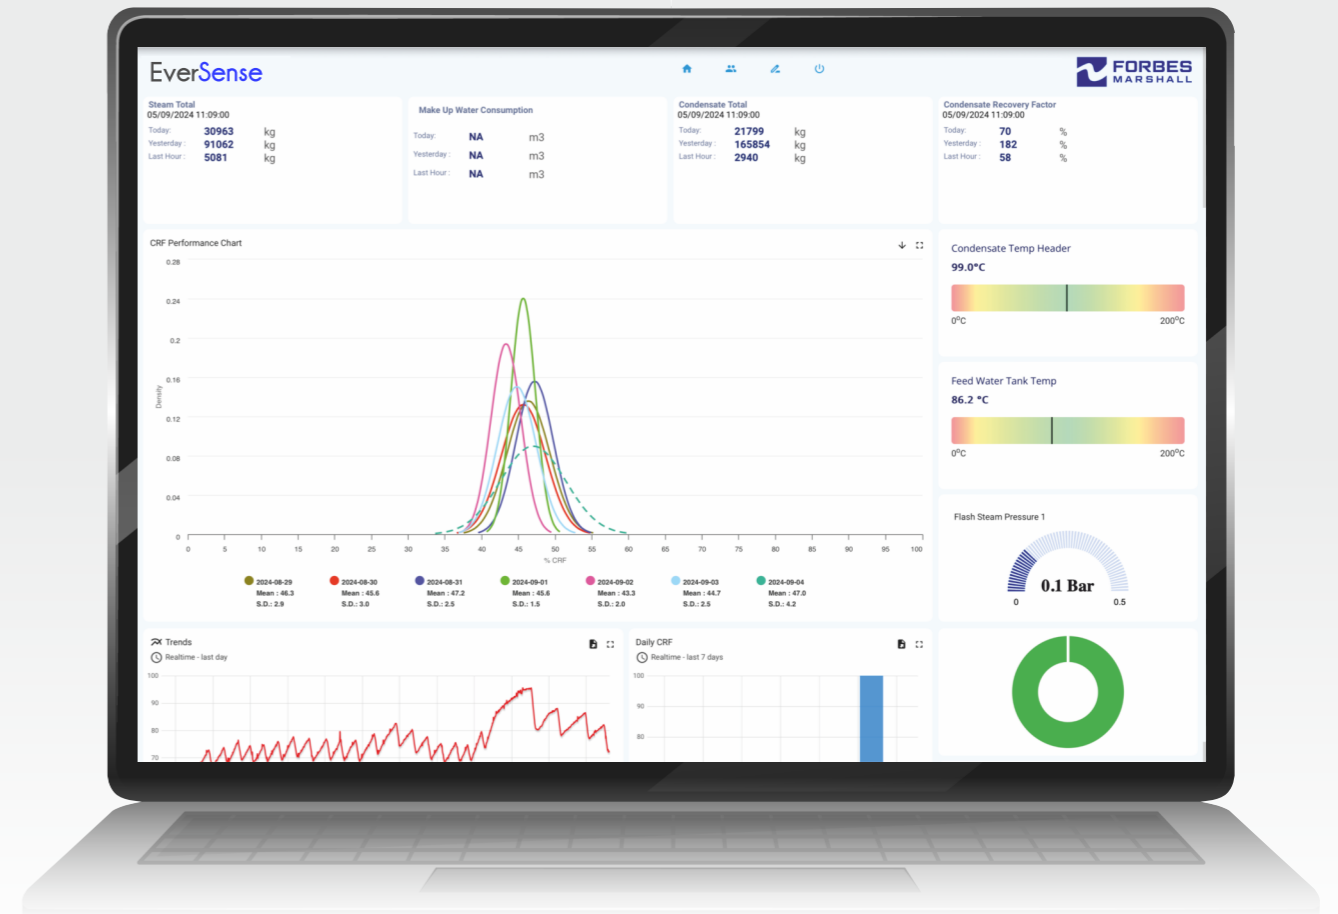 EverSense
FORBES
MARSHALL
Steam Total
05/09/2024 11:09:00
Today: 30963 kg
Yesterday : 91062 kg
Last Hour : 5081 kg
Make Up Water Consumption
Today: NA m3
Yesterday : NA m3
Last Hour : NA m3
Condensate Total
05/09/2024 11:09:00
Today: 21799 kg
Yesterday : 165854 kg
Last Hour : 2940 kg
Condensate Recovery Factor
05/09/2024 11:09:00
Today: 70 %
Yesterday : 182 %
Last Hour : 58 %
CRF Performance Chart
0.28
0.24
0.2
0.16
0.12
0.08
0.04
0
Density
0 5 10 15 20 25 30 35 40 45 50 55 60 65 70 75 80 85 90 95 100
% CRF
2024-08-29
Mean : 46.3
S.D.: 2.9
2024-08-30
Mean : 45.6
S.D.: 3.0
2024-08-31
Mean : 47.2
S.D.: 2.5
2024-09-01
Mean : 45.6
S.D.: 1.5
2024-09-02
Mean : 43.3
S.D.: 2.0
2024-09-03
Mean : 44.7
S.D.: 2.5
2024-09-04
Mean : 47.0
S.D.: 4.2
Condensate Temp Header
99.0°C
0°C 200°C
Feed Water Tank Temp
86.2 °C
0°C 200°C
Flash Steam Pressure 1
0.1 Bar
0 0.5
Trends
Realtime - last day
100
90
80
70
Daily CRF
Realtime - last 7 days
100
90
80